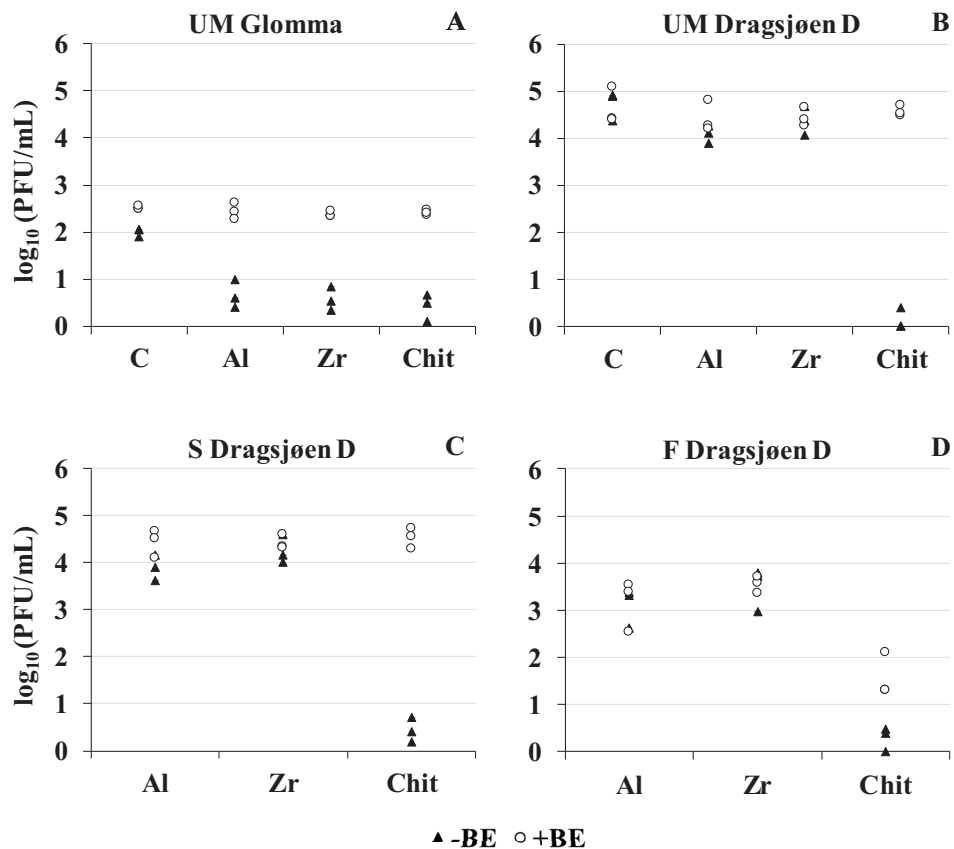 UM Glomma A
log₁₀ (PFU/mL)
6
5
4
3
2
1
0
C Al Zr Chit
UM Dragsjøen D B
6
5
4
3
2
1
0
C Al Zr Chit
S Dragsjøen D C
log₁₀ (PFU/mL)
6
5
4
3
2
1
0
Al Zr Chit
F Dragsjøen D D
6
5
4
3
2
1
0
Al Zr Chit
▲ -BE ○ +BE